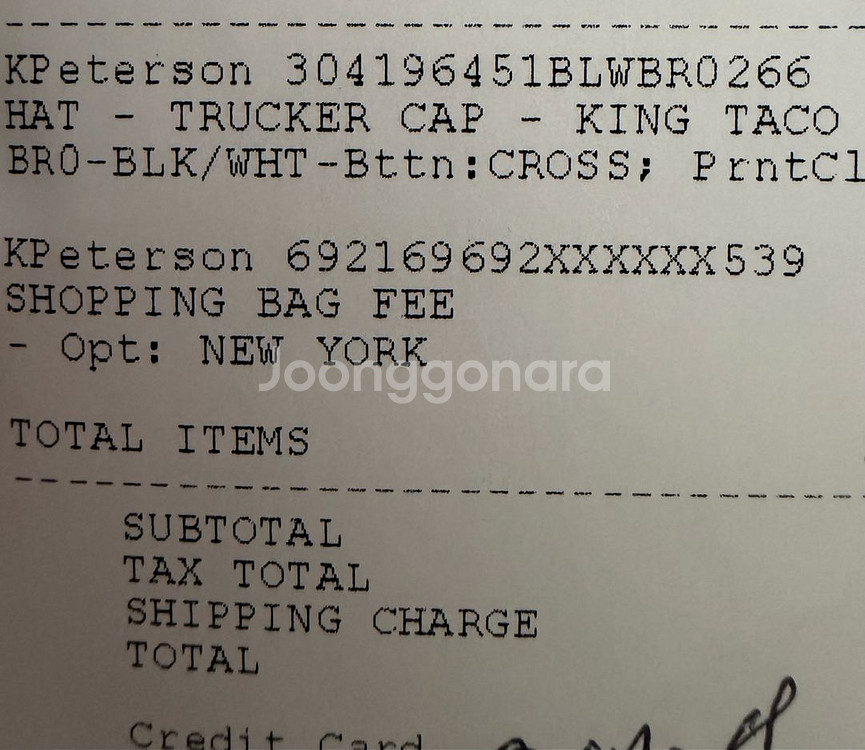 KPeterson 304196451BLWBRO266
HAT - TRUCKER CAP - KING TACO
BRO-BLK/WHT-Bttn:CROSS; PrntCl
KPeterson 692169692XXXXXXX539
SHOPPING BAG FEE
- Opt: NEW YORK
Joonggonara
TOTAL ITEMS
SUBTOTAL
TAX TOTAL
SHIPPING CHARGE
TOTAL
Credit Card